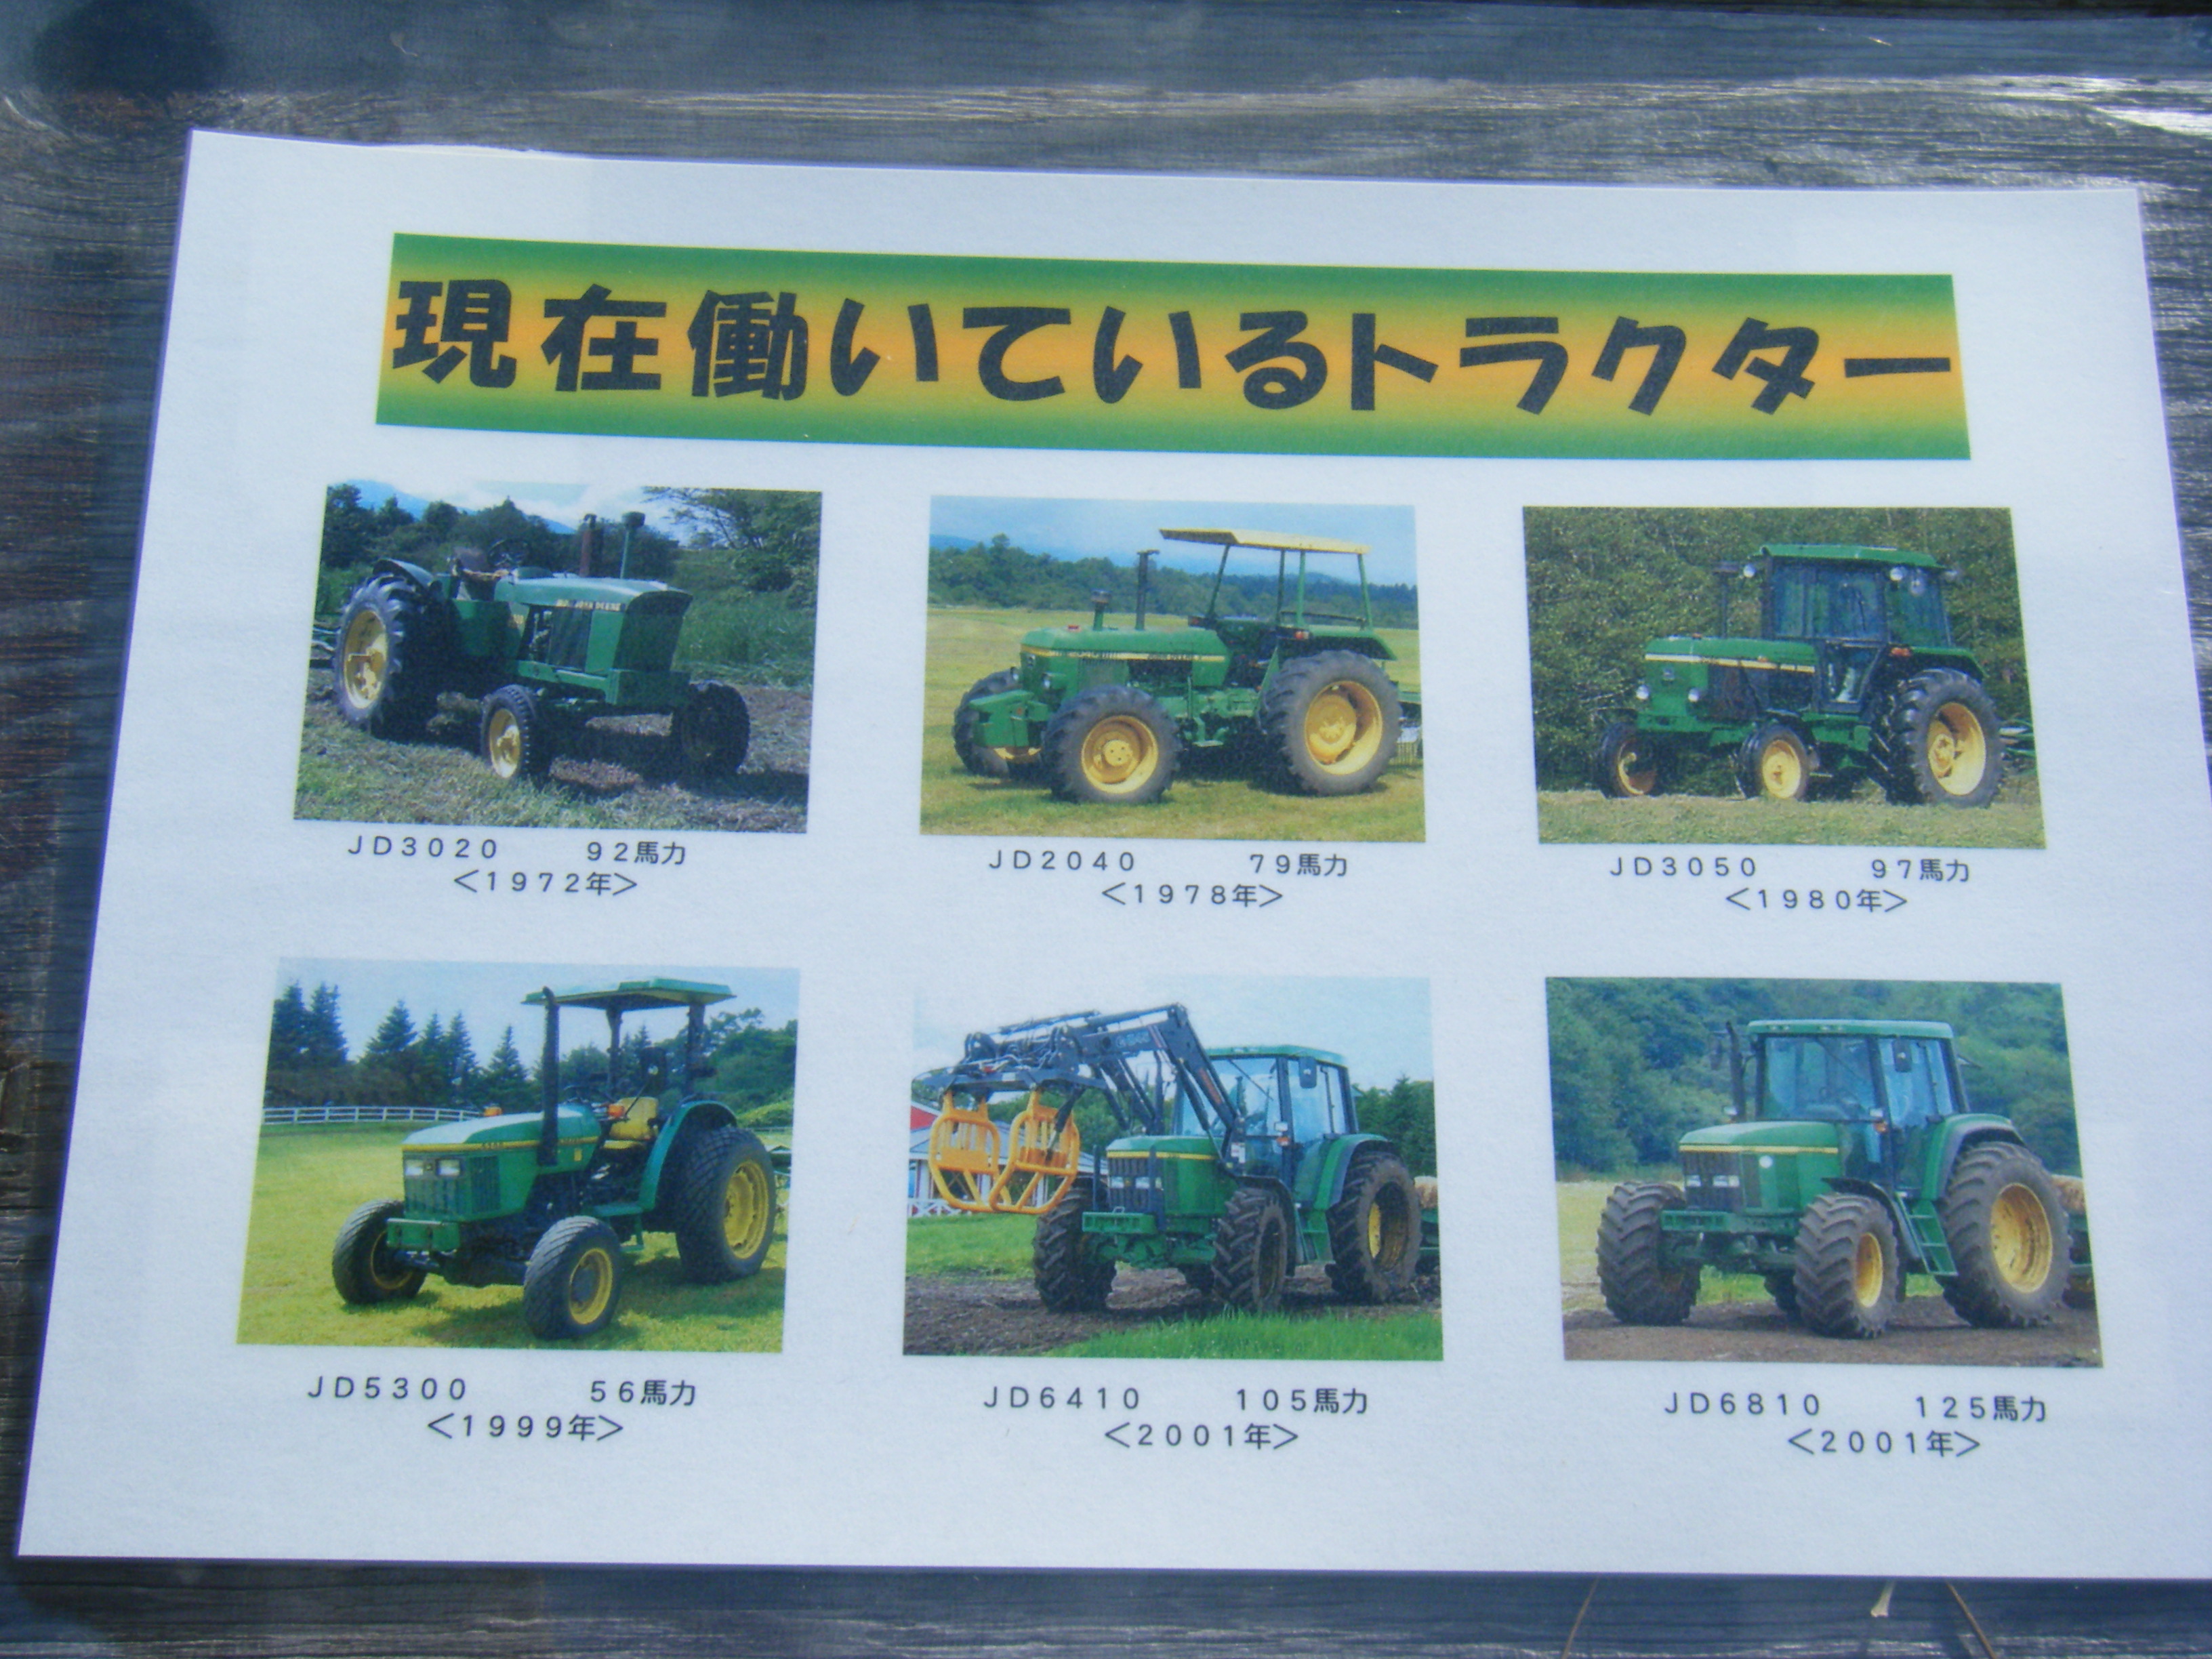 現在働いているトラクター
JD3020 92馬力
<1972年>
JD2040 79馬力
<1978年>
JD3050 97馬力
<1980年>
JD5300 56馬力
<1999年>
JD6410 105馬力
<2001年>
JD6810 125馬力
<2001年>